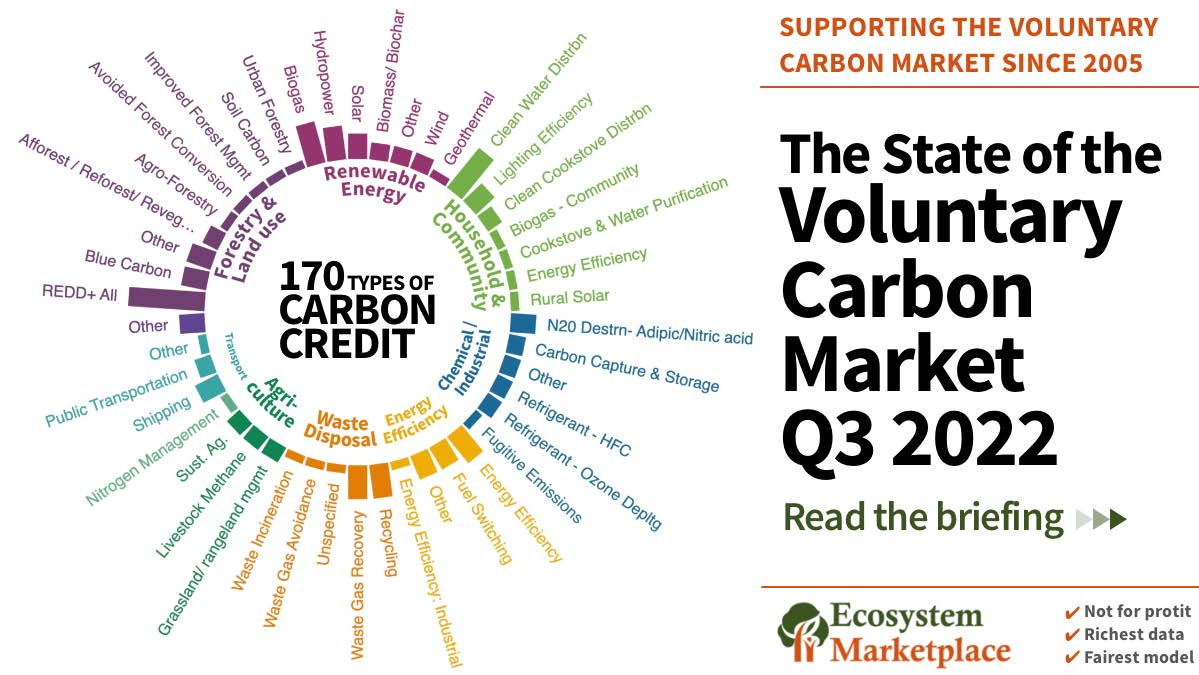 SUPPORTING THE VOLUNTARY
CARBON MARKET SINCE 2005
The State of the
Voluntary
Carbon
Market
Q3 2022
Read the briefing
Ecosystem
Marketplace
✔ Not for protit
✔ Richest data
✔ Fairest model
170 TYPES OF
CARBON
CREDIT
Renewable
Energy
Biogas
Hydropower
Solar
Biomass/ Biochar
Other
Wind
Geothermal
Household &
Community
Clean Water Distrbn
Lighting Efficiency
Clean Cookstove Distrbn
Biogas - Community
Cookstove & Water Purification
Energy Efficiency
Rural Solar
Chemical /
Industrial
N20 Destrn- Adipic/Nitric acid
Carbon Capture & Storage
Other
Refrigerant - HFC
Refrigerant - Ozone Depltg
Fugitive Emissions
Energy
Efficiency
Energy Efficiency
Fuel Switching
Other
Energy Efficiency: Industrial
Waste
Disposal
Recycling
Waste Gas Recovery
Unspecified
Waste Gas Avoidance
Waste Incineration
Agri-
culture
Grassland/ rangeland mgmt
Livestock Methane
Sust. Ag.
Nitrogen Management
Transport
Shipping
Public Transportation
Other
Other
Forestry &
Land use
REDD+ All
Blue Carbon
Other
Afforest / Reforest/ Reveg…
Agro-Forestry
Avoided Forest Conversion
Improved Forest Mgmt
Soil Carbon
Urban Forestry